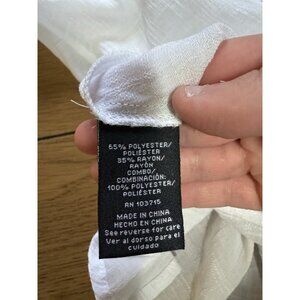 65% POLYESTER/
POLIÉSTER
35% RAYON/
RAYÓN
COMBO/
COMBINACIÓN:
100% POLYESTER/
POLIÉSTER
RN 103715
MADE IN CHINA
HECHO EN CHINA
See reverse for care
Ver al dorso para el
cuidado